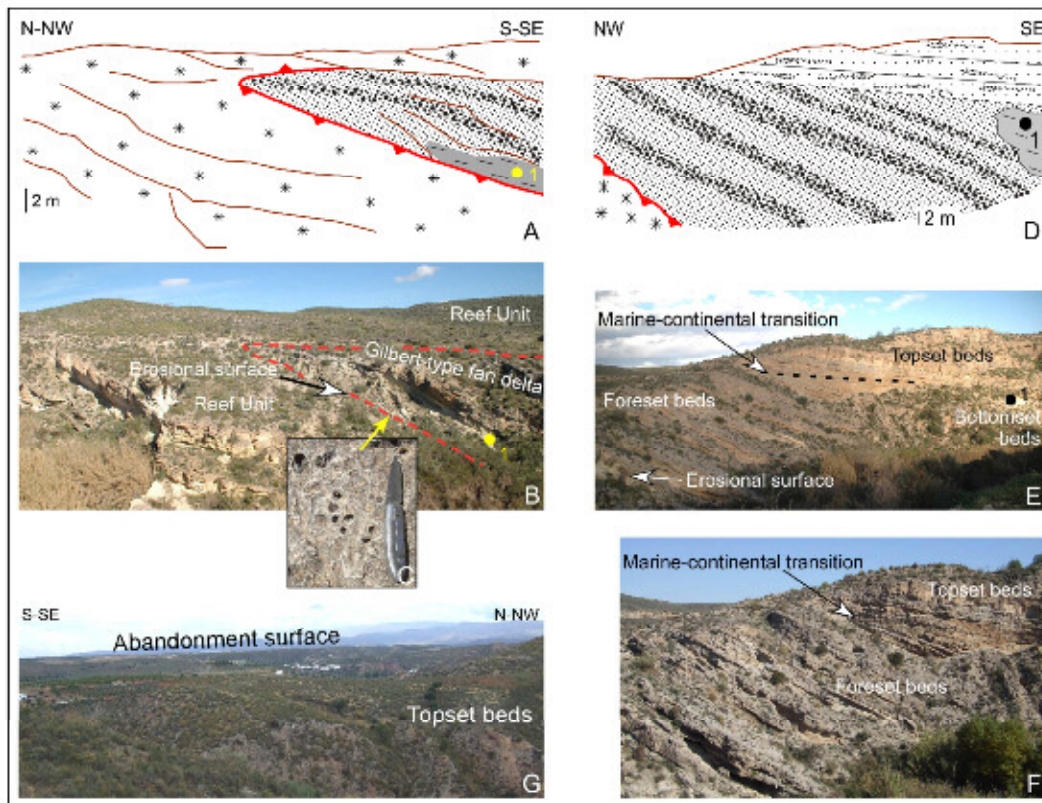 N-NW
S-SE
1
2 m
A
NW
SE
1
2 m
D
Reef Unit
Gilbert-type fan delta
Erosional surface
Reef Unit
1
B
C
Marine-continental transition
Topset beds
Foreset beds
Bottomset
beds
Erosional surface
E
S-SE
N-NW
Abandonment surface
Topset beds
G
Marine-continental transition
Topset beds
Foreset beds
F